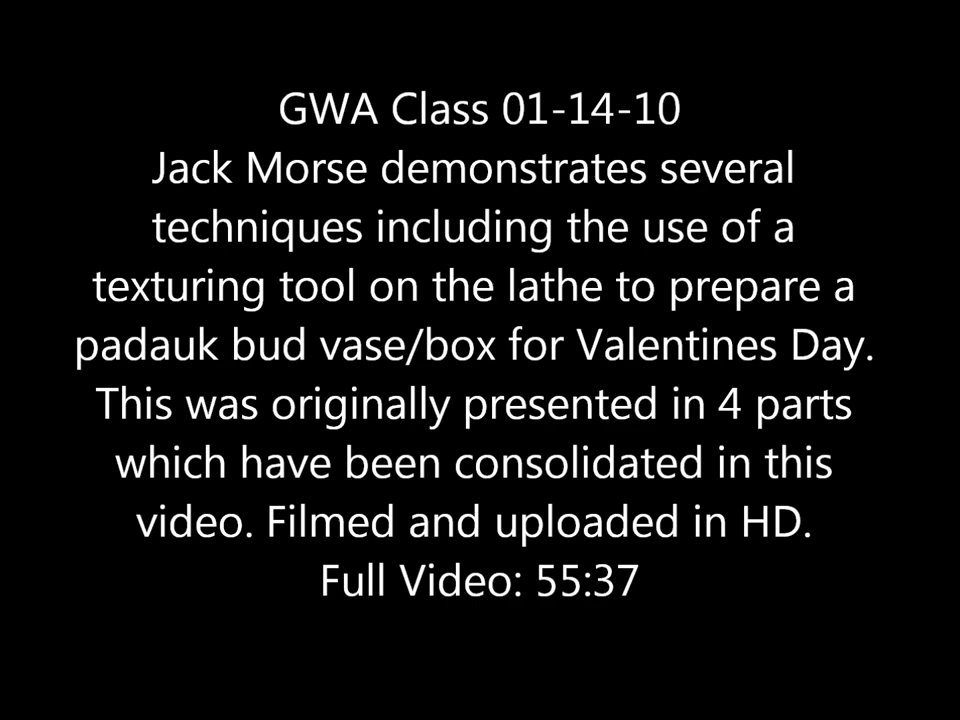 GWA Class 01-14-10
Jack Morse demonstrates several
techniques including the use of a
texturing tool on the lathe to prepare a
padauk bud vase/box for Valentines Day.
This was originally presented in 4 parts
which have been consolidated in this
video. Filmed and uploaded in HD.
Full Video: 55:37